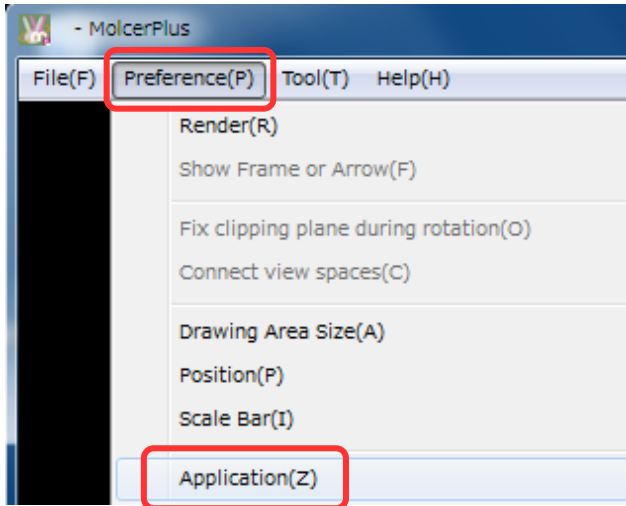 - MolcerPlus
File(F) Preference(P) Tool(T) Help(H)
Render(R)
Show Frame or Arrow(F)
Fix clipping plane during rotation(O)
Connect view spaces(C)
Drawing Area Size(A)
Position(P)
Scale Bar(I)
Application(Z)